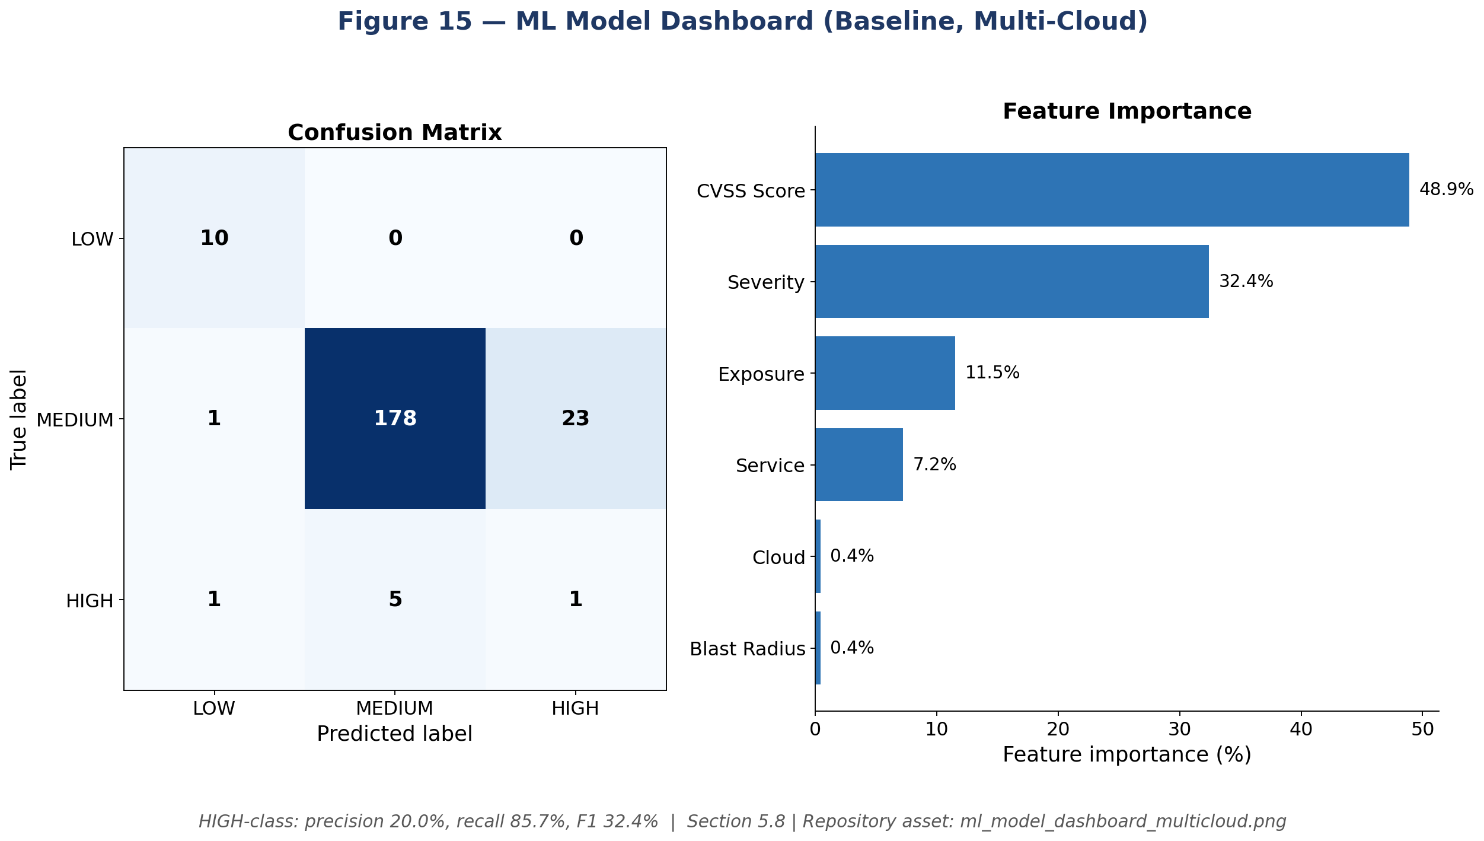 Figure 15 — ML Model Dashboard (Baseline, Multi-Cloud)
Confusion Matrix
True label
LOW 10 0 0
MEDIUM 1 178 23
HIGH 1 5 1
LOW MEDIUM HIGH
Predicted label
Feature Importance
CVSS Score 48.9%
Severity 32.4%
Exposure 11.5%
Service 7.2%
Cloud 0.4%
Blast Radius 0.4%
0 10 20 30 40 50
Feature importance (%)
HIGH-class: precision 20.0%, recall 85.7%, F1 32.4% | Section 5.8 | Repository asset: ml_model_dashboard_multicloud.png